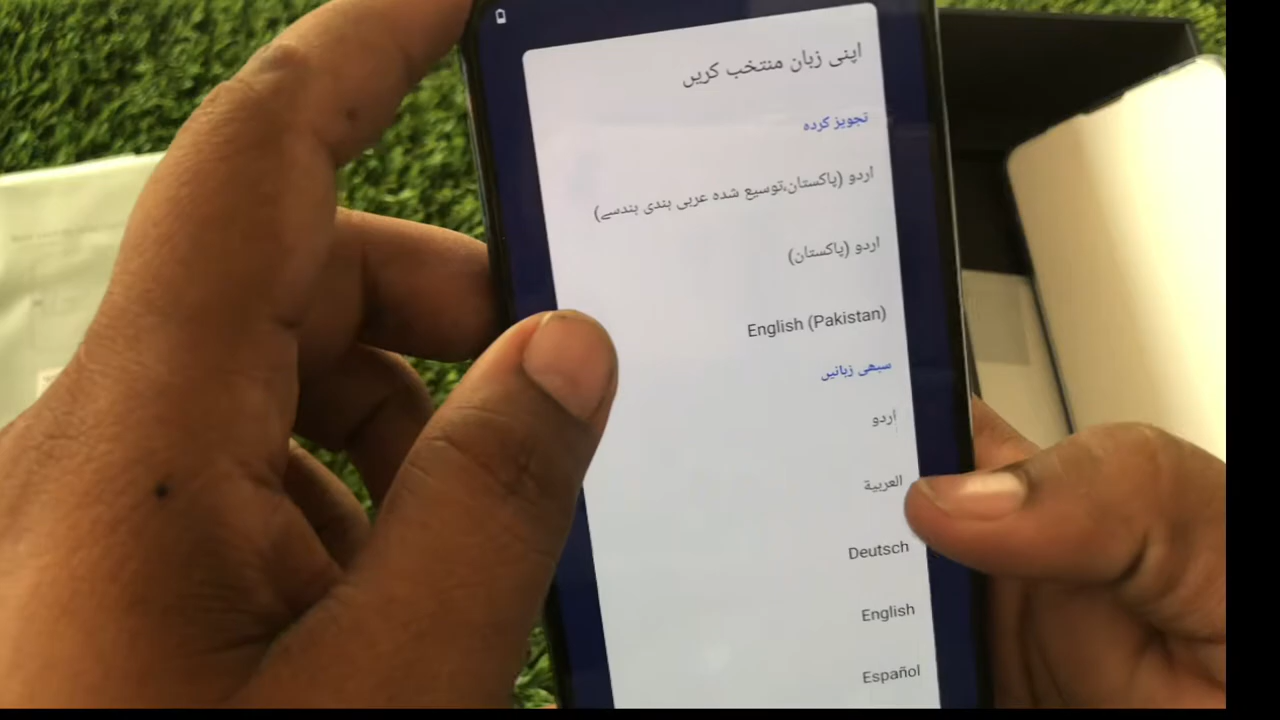 اپنی زبان منتخب کریں
تجویز کردہ
اردو (پاکستان،توسیع شدہ عربی ہندی ہندسے)
اردو (پاکستان)
English (Pakistan)
سبھی زبانیں
اردو
العربية
Deutsch
English
Español